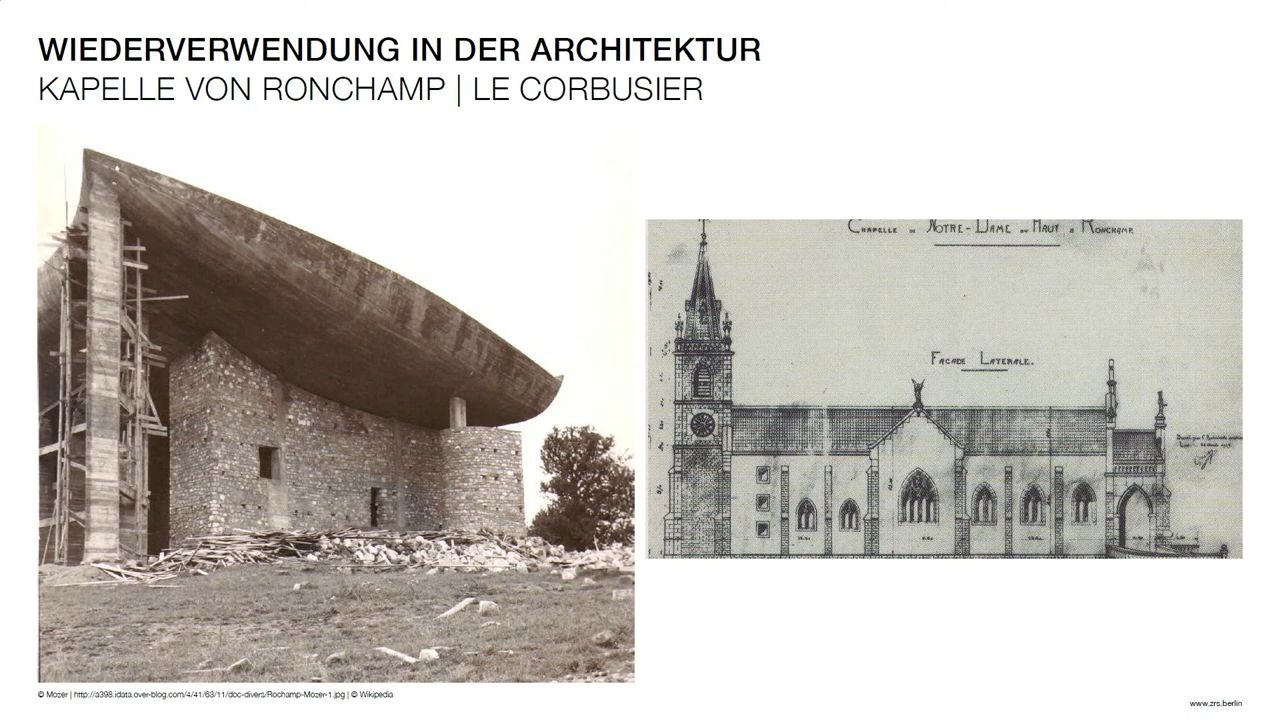 WIEDERVERWENDUNG IN DER ARCHITEKTUR
KAPELLE VON RONCHAMP | LE CORBUSIER
CHAPELLE DE NOTRE-DAME DU HAUT A RONCHAMP
FAÇADE LATERALE.
© Mozer | http://a398.idata.over-blog.com/4/41/63/11/doc-divers/Rochamp-Mozer-1.jpg | © Wikipedia
www.zrs.berlin